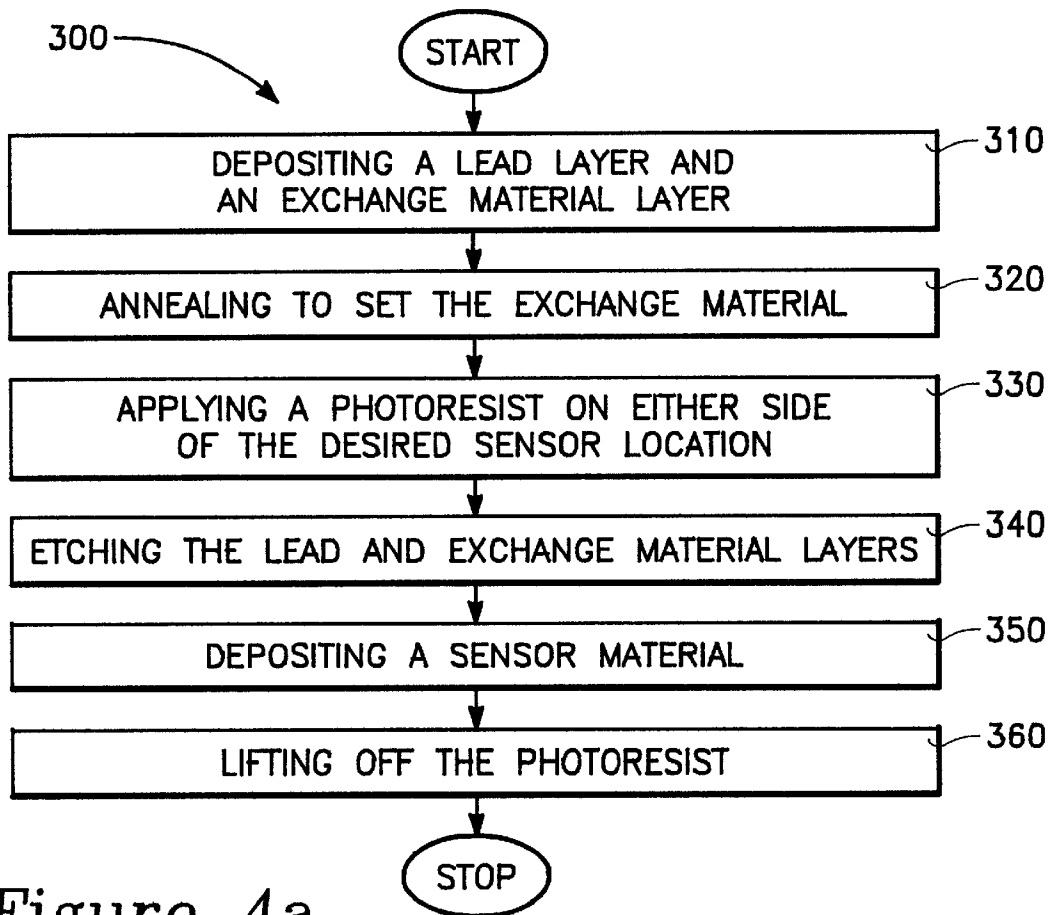 300
START
DEPOSITING A LEAD LAYER AND
AN EXCHANGE MATERIAL LAYER
310
ANNEALING TO SET THE EXCHANGE MATERIAL
320
APPLYING A PHOTORESIST ON EITHER SIDE
OF THE DESIRED SENSOR LOCATION
330
ETCHING THE LEAD AND EXCHANGE MATERIAL LAYERS
340
DEPOSITING A SENSOR MATERIAL
350
LIFTING OFF THE PHOTORESIST
360
STOP
Figure 4a